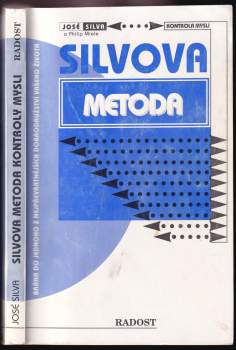 JOSÉ SILVA
a Philip Miele
KONTROLA MYSLI
SILVOVA
METODA
RADOST
JOSÉ SILVA
SILVOVA METODA KONTROLY MYSLI
RADOST
BRÁNA DO JEDNOHO Z NEJPŘEVRATNĚJŠÍCH DOBRODRUŽSTVÍ VAŠEHO ŽIVOTA